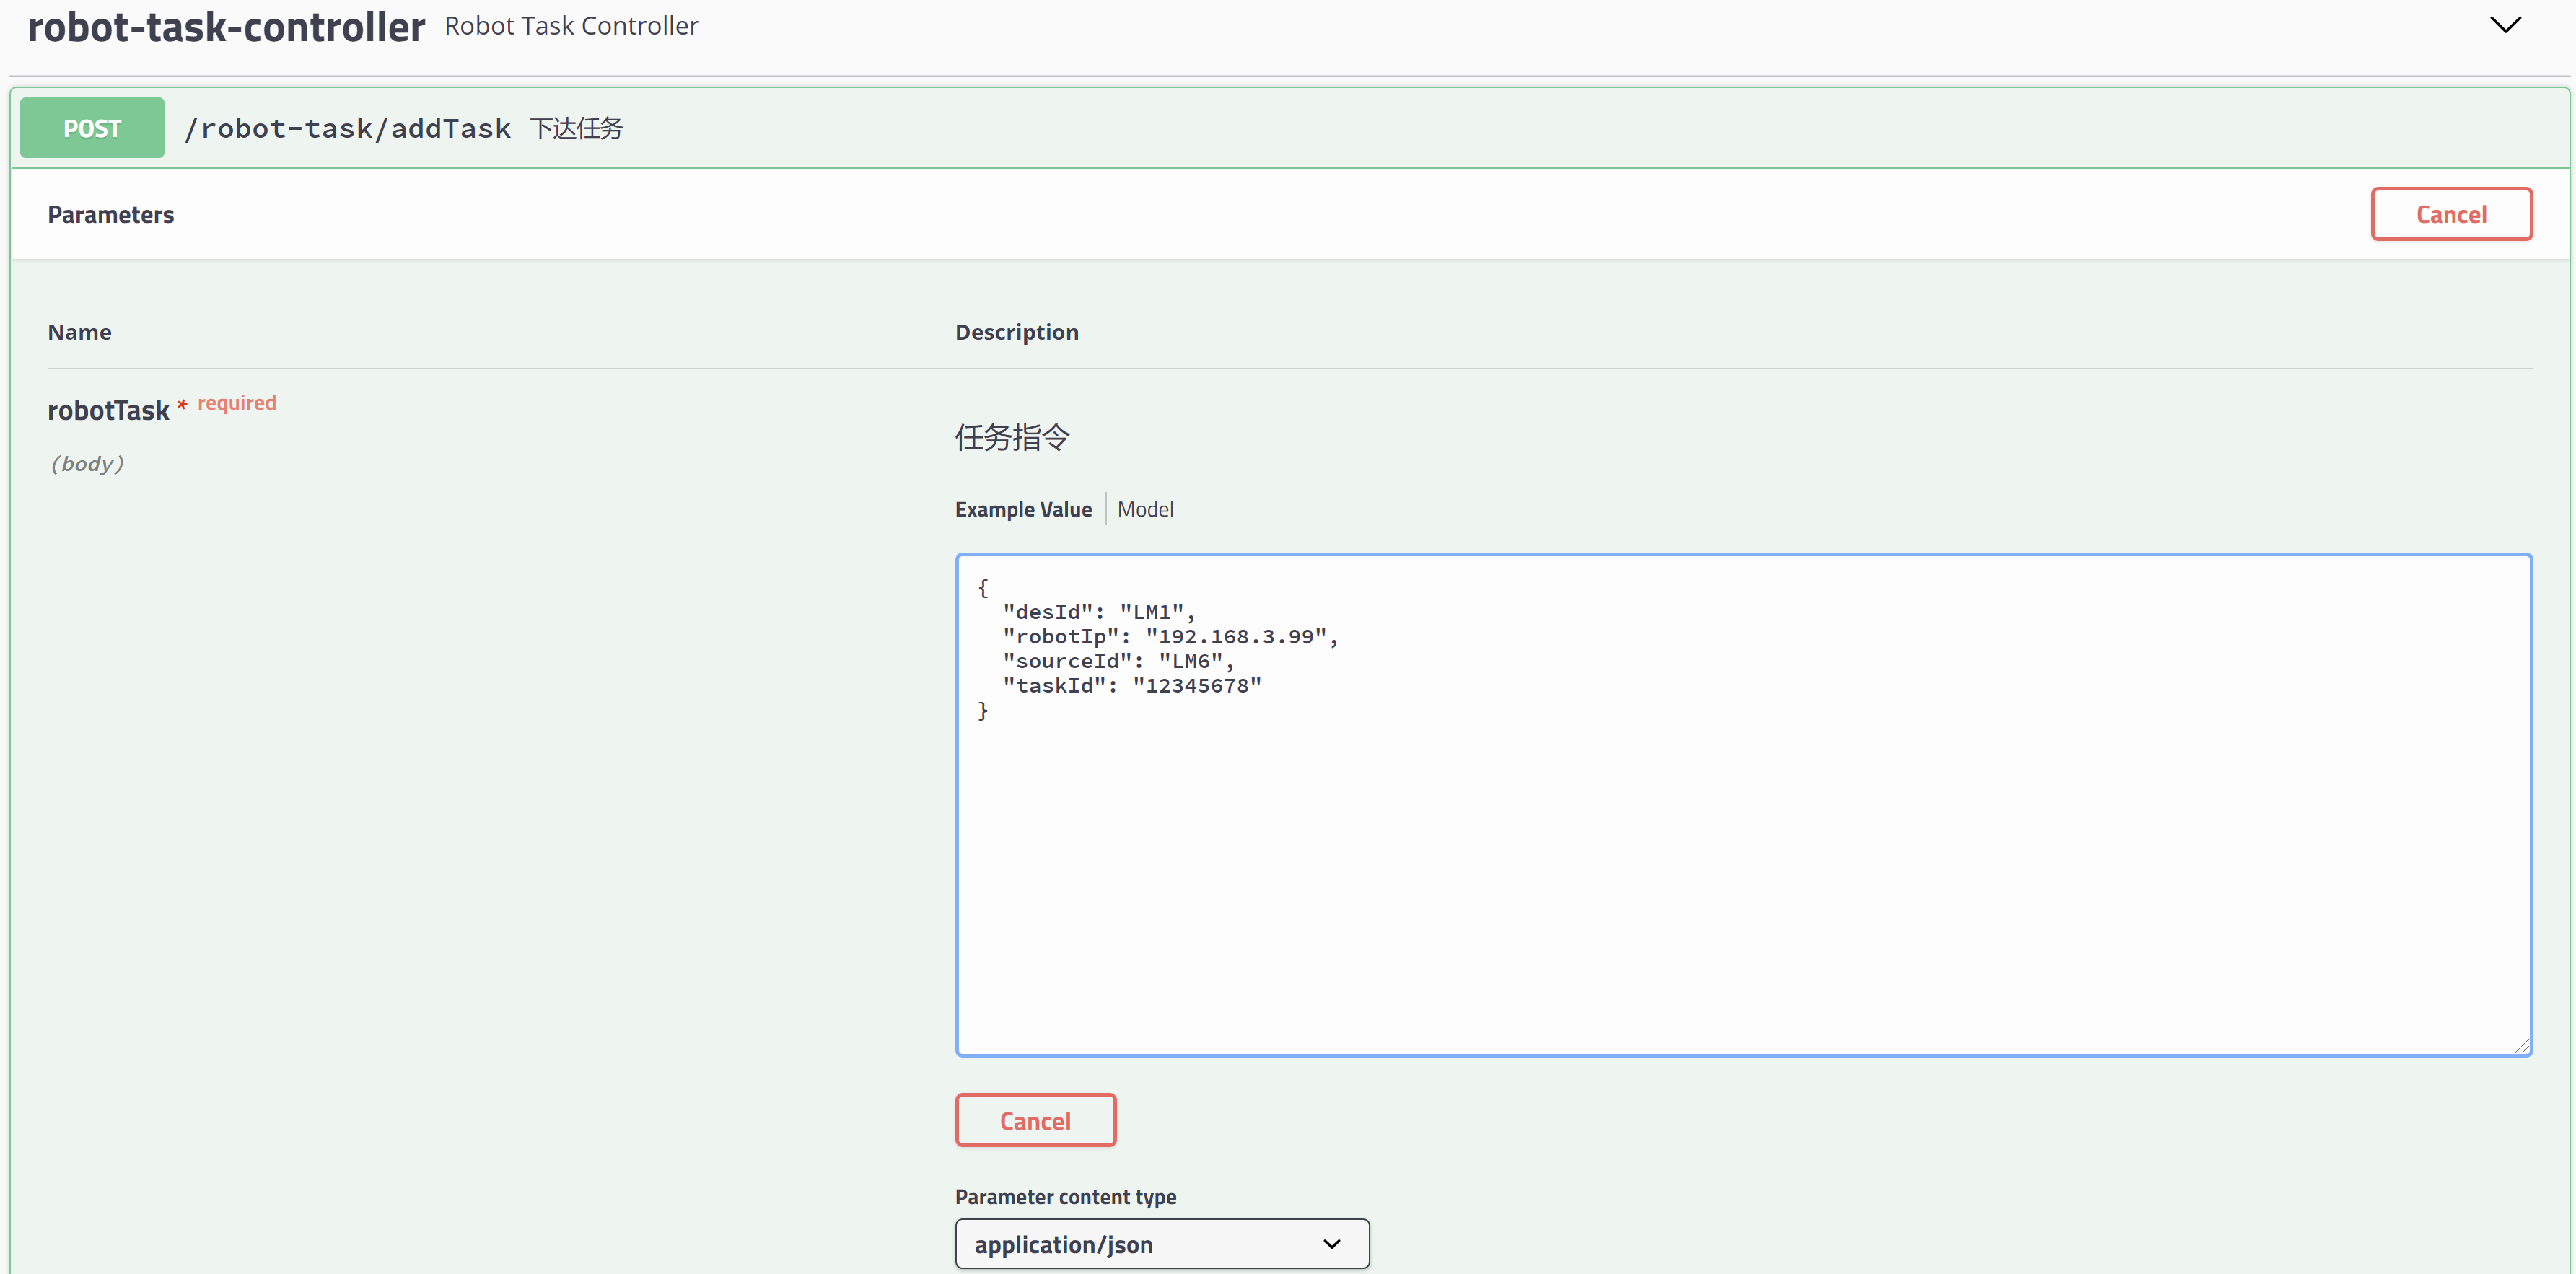 robot-task-controller Robot Task Controller
POST /robot-task/addTask 下达任务
Parameters Cancel
Name Description
robotTask * required
(body)
任务指令
Example Value Model
{
  "desId": "LM1",
  "robotIp": "192.168.3.99",
  "sourceId": "LM6",
  "taskId": "12345678"
}
Cancel
Parameter content type
application/json